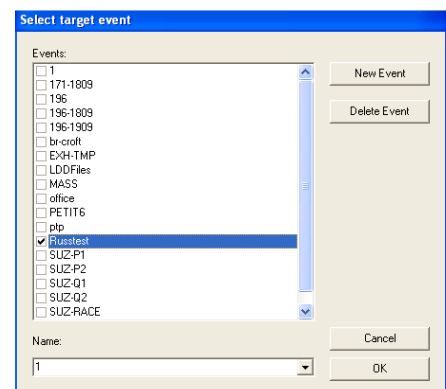 Select target event
Events:
1
171-1809
196
196-1809
196-1909
br-croft
EXH-TMP
LDDFiles
MASS
office
PETIT6
ptp
Russtest
SUZ-P1
SUZ-P2
SUZ-Q1
SUZ-Q2
SUZ-RACE
New Event
Delete Event
Name:
1
Cancel
OK